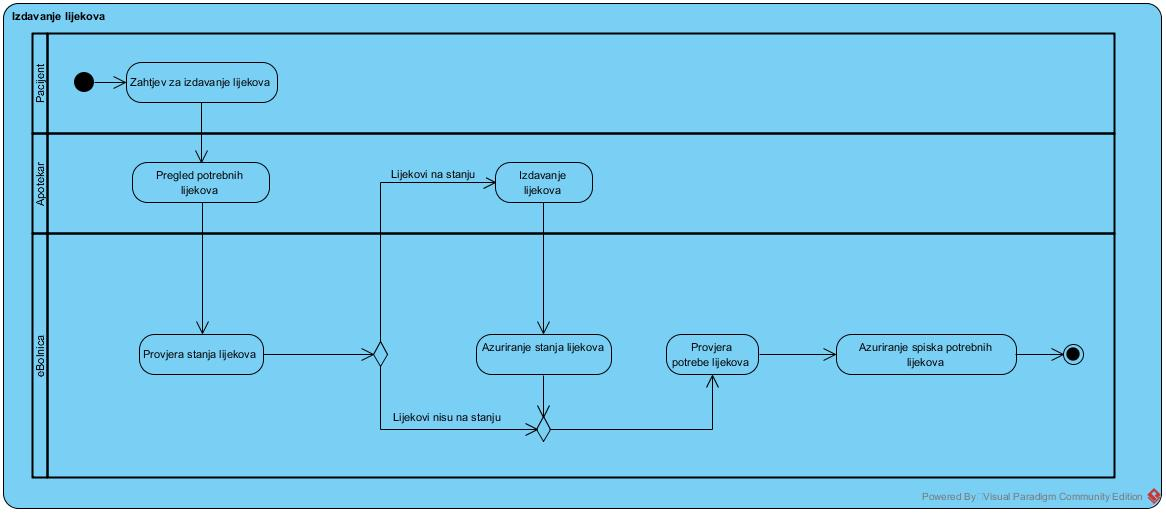 Izdavanje lijekova
Pacijent
Zahtjev za izdavanje lijekova
Apotekar
Pregled potrebnih
lijekova
Lijekovi na stanju
Izdavanje
lijekova
eBolnica
Provjera stanja lijekova
Azuriranje stanja lijekova
Provjera
potrebe lijekova
Azuriranje spiska potrebnih
lijekova
Lijekovi nisu na stanju
Powered By Visual Paradigm Community Edition